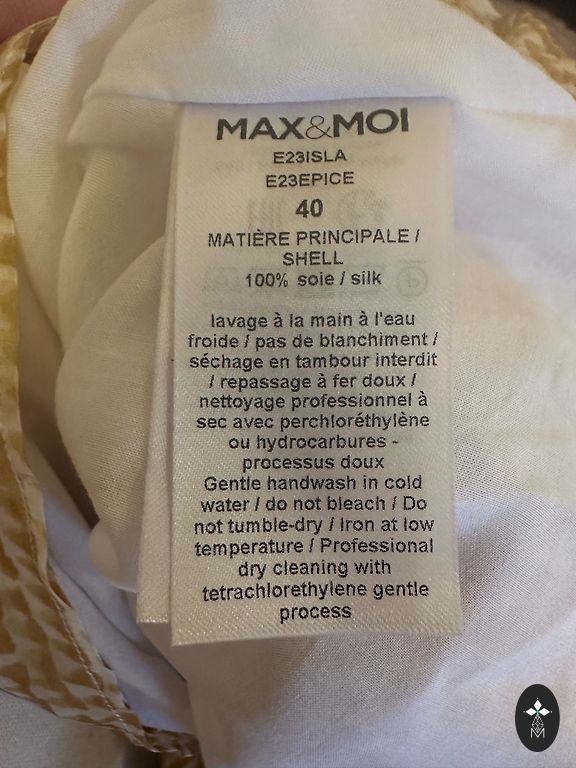 MAX&MOI
E23ISLA
E23EPICE
40
MATIÈRE PRINCIPALE /
SHELL
100% soie / silk
lavage à la main à l'eau
froide / pas de blanchiment /
séchage en tambour interdit
/ repassage à fer doux /
nettoyage professionnel à
sec avec perchloréthylène
ou hydrocarbures -
processus doux
Gentle handwash in cold
water / do not bleach / Do
not tumble-dry / Iron at low
temperature / Professional
dry cleaning with
tetrachlorethylene gentle
process
M